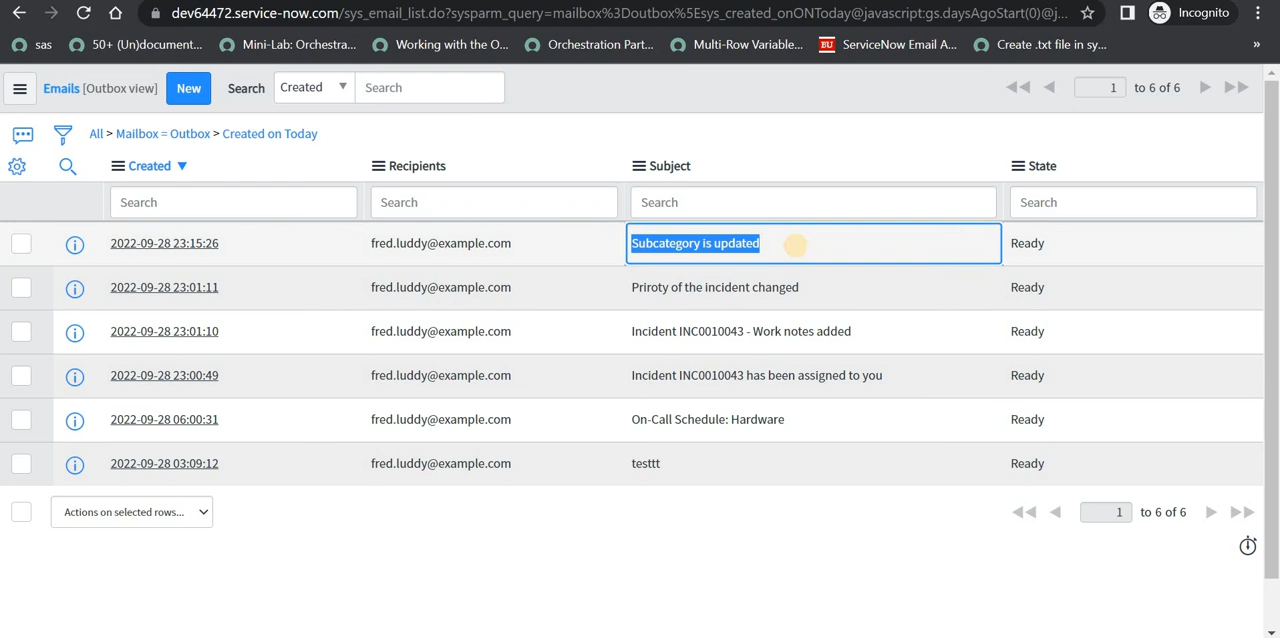 dev64472.service-now.com/sys_email_list.do?sysparm_query=mailbox%3Doutbox%5Esys_created_onONToday@javascript:gs.daysAgoStart(0)@j... Incognito
sas 50+ (Un)document... Mini-Lab: Orchestra... Working with the O... Orchestration Part... Multi-Row Variable... BU ServiceNow Email A... Create .txt file in sy... »
Emails [Outbox view] New Search Created ▼ Search 1 to 6 of 6
All > Mailbox = Outbox > Created on Today
Created ▼ Recipients Subject State
Search Search Search Search
2022-09-28 23:15:26 fred.luddy@example.com Subcategory is updated Ready
2022-09-28 23:01:11 fred.luddy@example.com Priroty of the incident changed Ready
2022-09-28 23:01:10 fred.luddy@example.com Incident INC0010043 - Work notes added Ready
2022-09-28 23:00:49 fred.luddy@example.com Incident INC0010043 has been assigned to you Ready
2022-09-28 06:00:31 fred.luddy@example.com On-Call Schedule: Hardware Ready
2022-09-28 03:09:12 fred.luddy@example.com testtt Ready
Actions on selected rows... 1 to 6 of 6